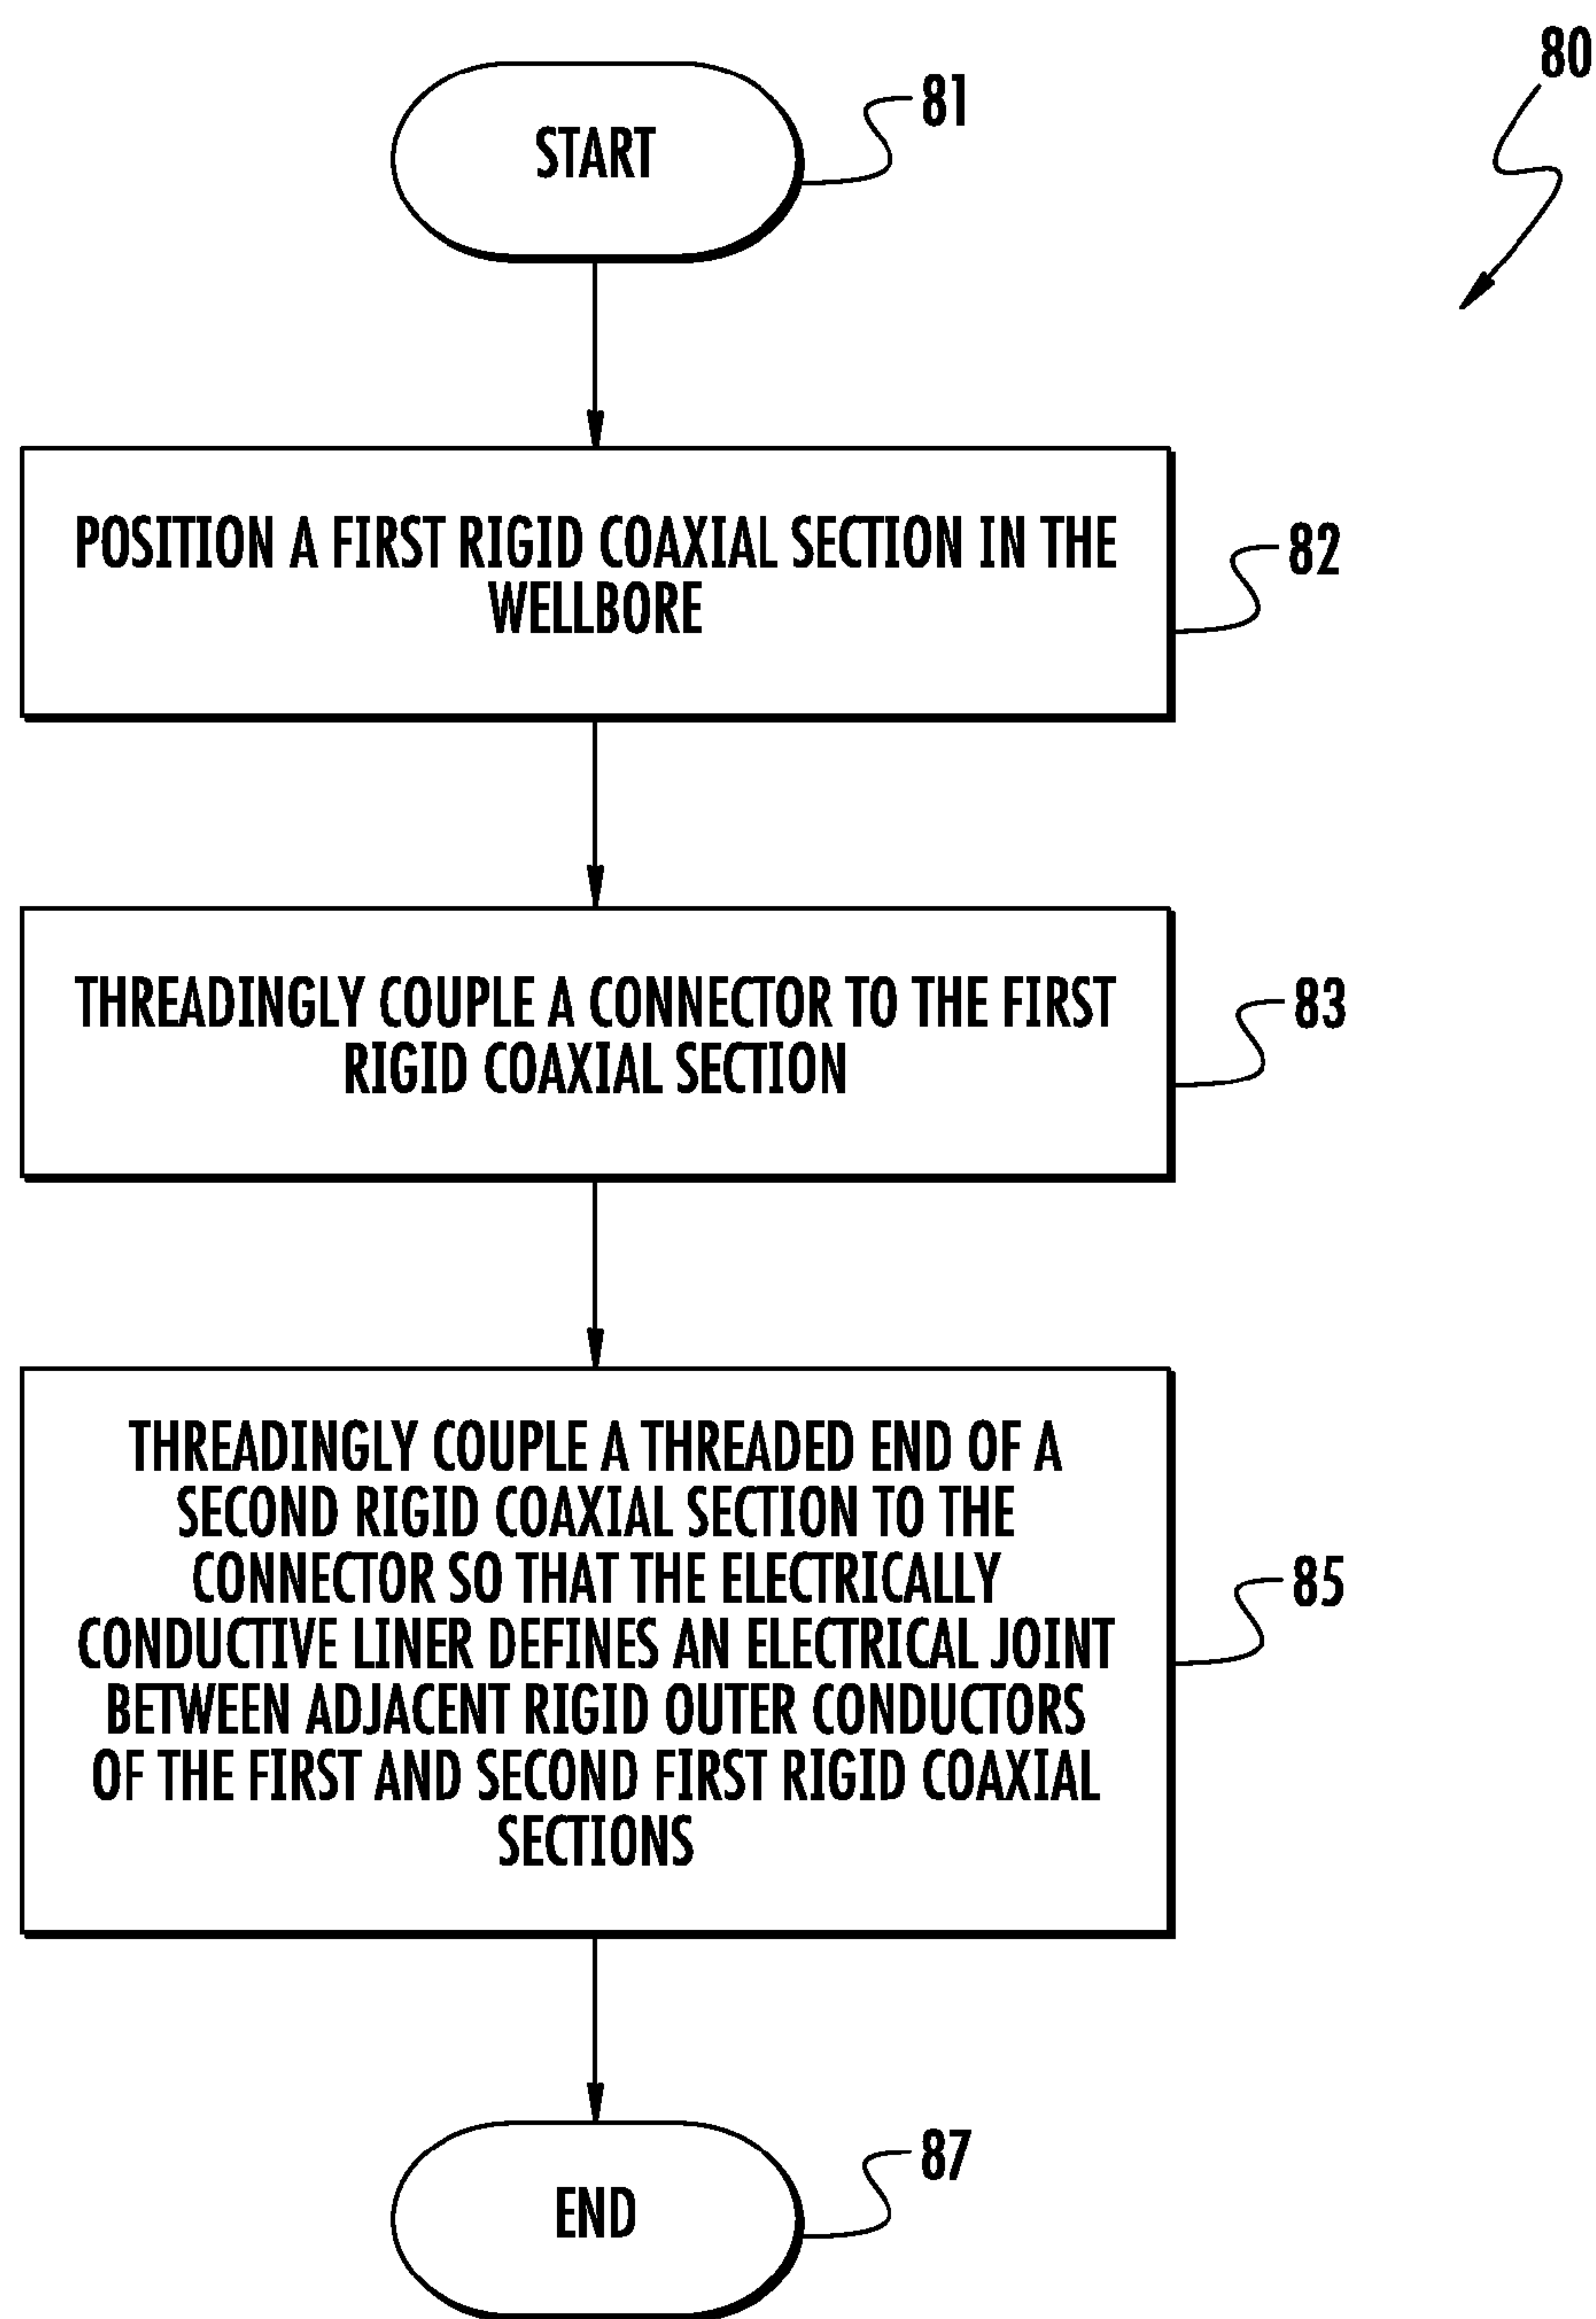 80
START
81
POSITION A FIRST RIGID COAXIAL SECTION IN THE
WELLBORE
82
THREADINGLY COUPLE A CONNECTOR TO THE FIRST
RIGID COAXIAL SECTION
83
THREADINGLY COUPLE A THREADED END OF A
SECOND RIGID COAXIAL SECTION TO THE
CONNECTOR SO THAT THE ELECTRICALLY
CONDUCTIVE LINER DEFINES AN ELECTRICAL JOINT
BETWEEN ADJACENT RIGID OUTER CONDUCTORS
OF THE FIRST AND SECOND FIRST RIGID COAXIAL
SECTIONS
85
END
87